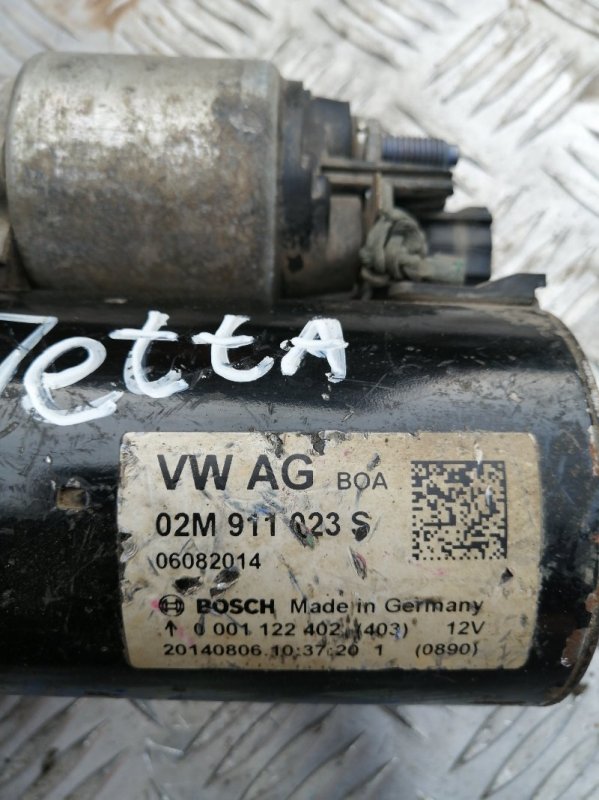 JettA
VW AG BOA
02M 911 023 S
06082014
BOSCH Made in Germany
↑ 0 001 122 402 (403) 12V
20140806 10:37:20 1 (0890)